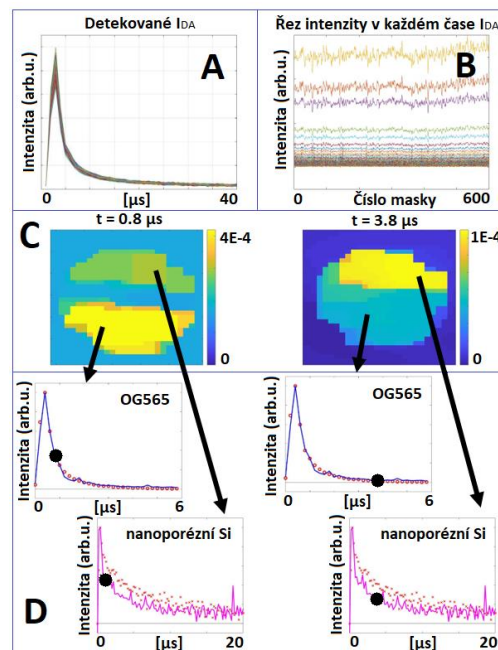 Detekované IDA
A
Intenzita (arb.u.)
0
[µs]
40
Řez intenzity v každém čase IDA
B
Intenzita (arb.u.)
0
Číslo masky
600
C
t = 0.8 µs
4E-4
0
t = 3.8 µs
1E-4
0
OG565
Intenzita (arb.u.)
0
[µs]
6
OG565
Intenzita (arb.u.)
0
[µs]
6
D
nanoporézní Si
Intenzita (arb.u.)
0
[µs]
20
nanoporézní Si
Intenzita (arb.u.)
0
[µs]
20